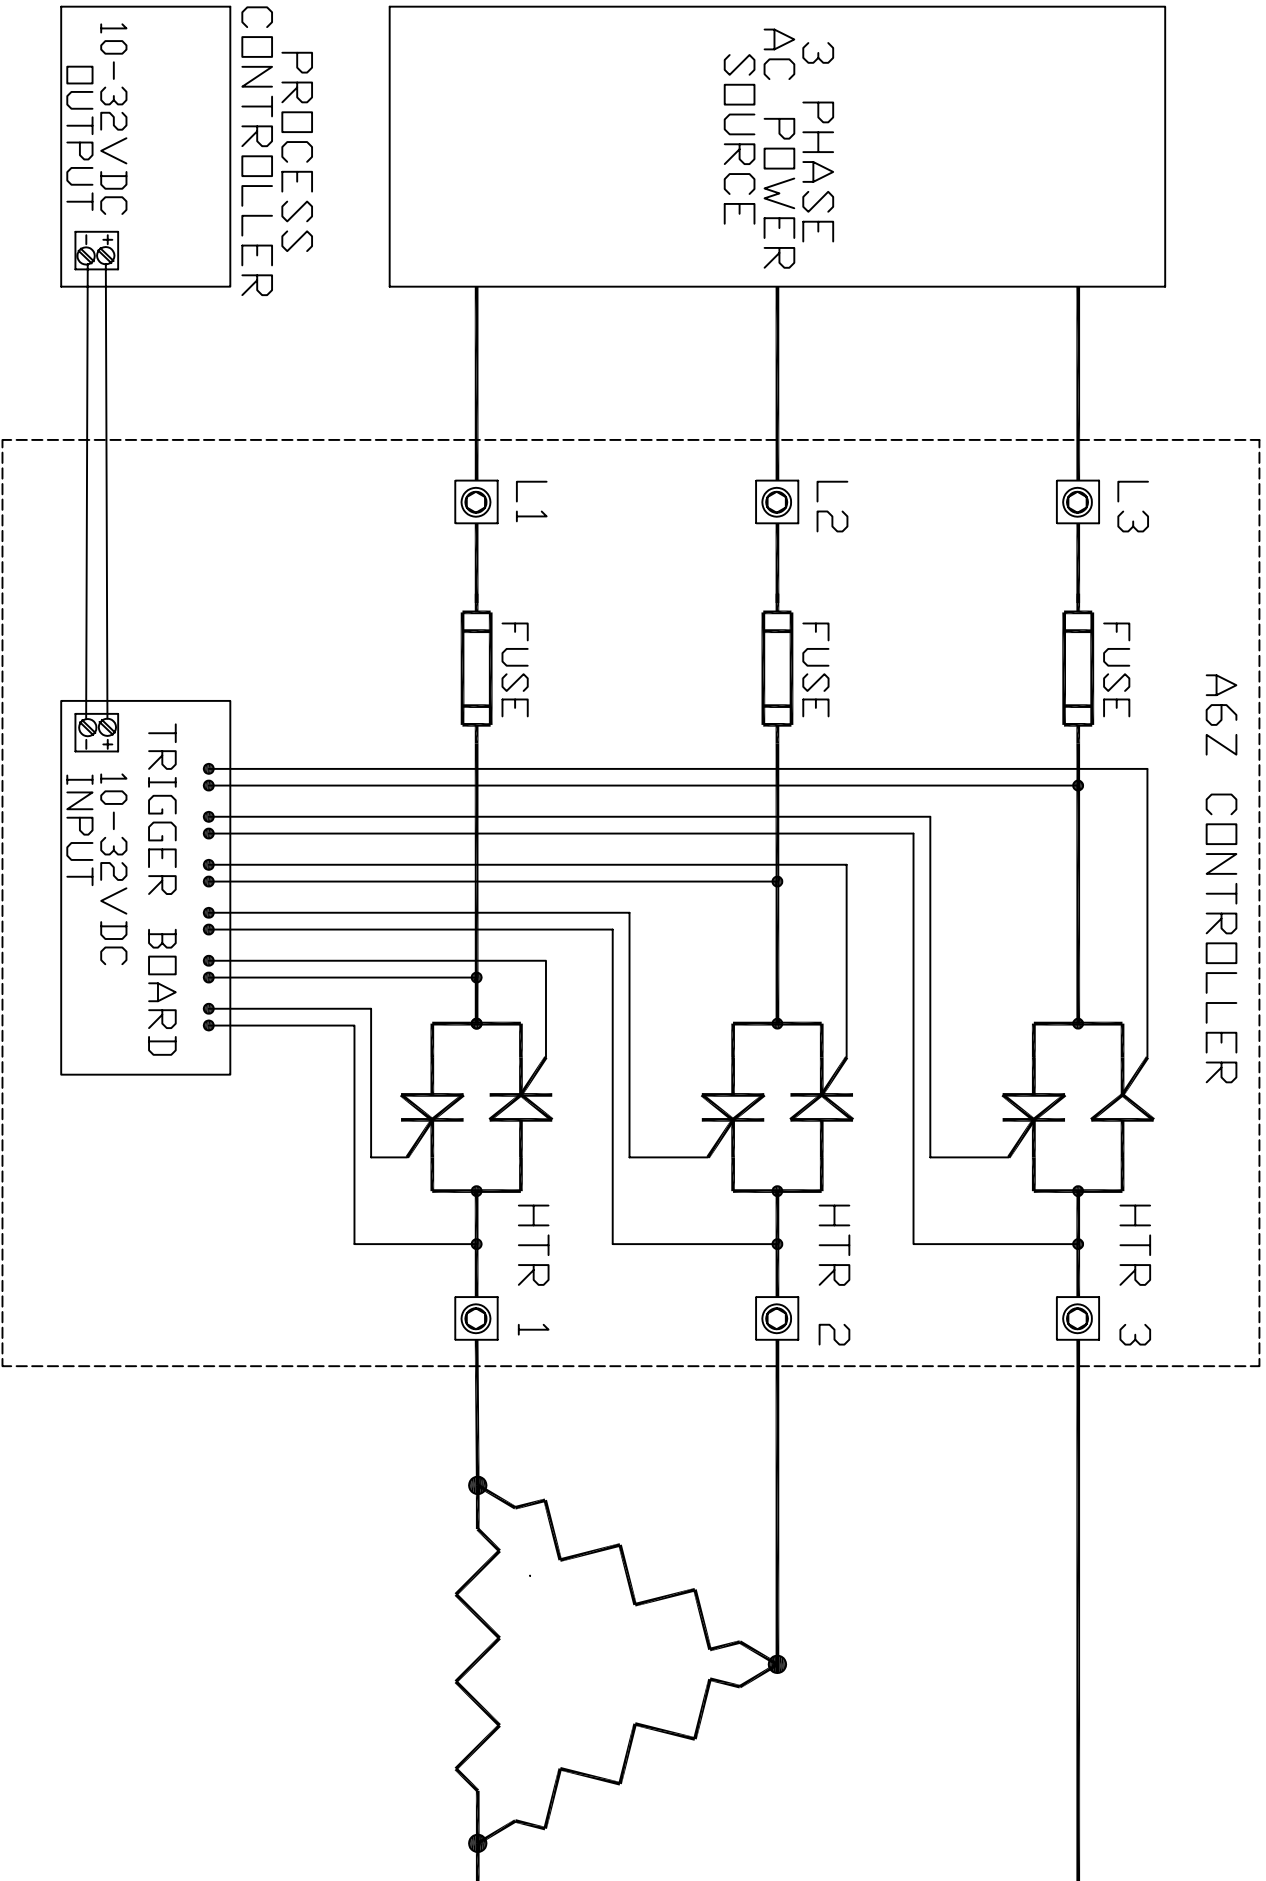 A6Z CONTROLLER
3 PHASE
AC POWER
SOURCE
L3
FUSE
HTR 3
L2
FUSE
HTR 2
L1
FUSE
HTR 1
PROCESS
CONTROLLER
10-32VDC
OUTPUT
+
-
TRIGGER BOARD
10-32VDC
INPUT
+
-